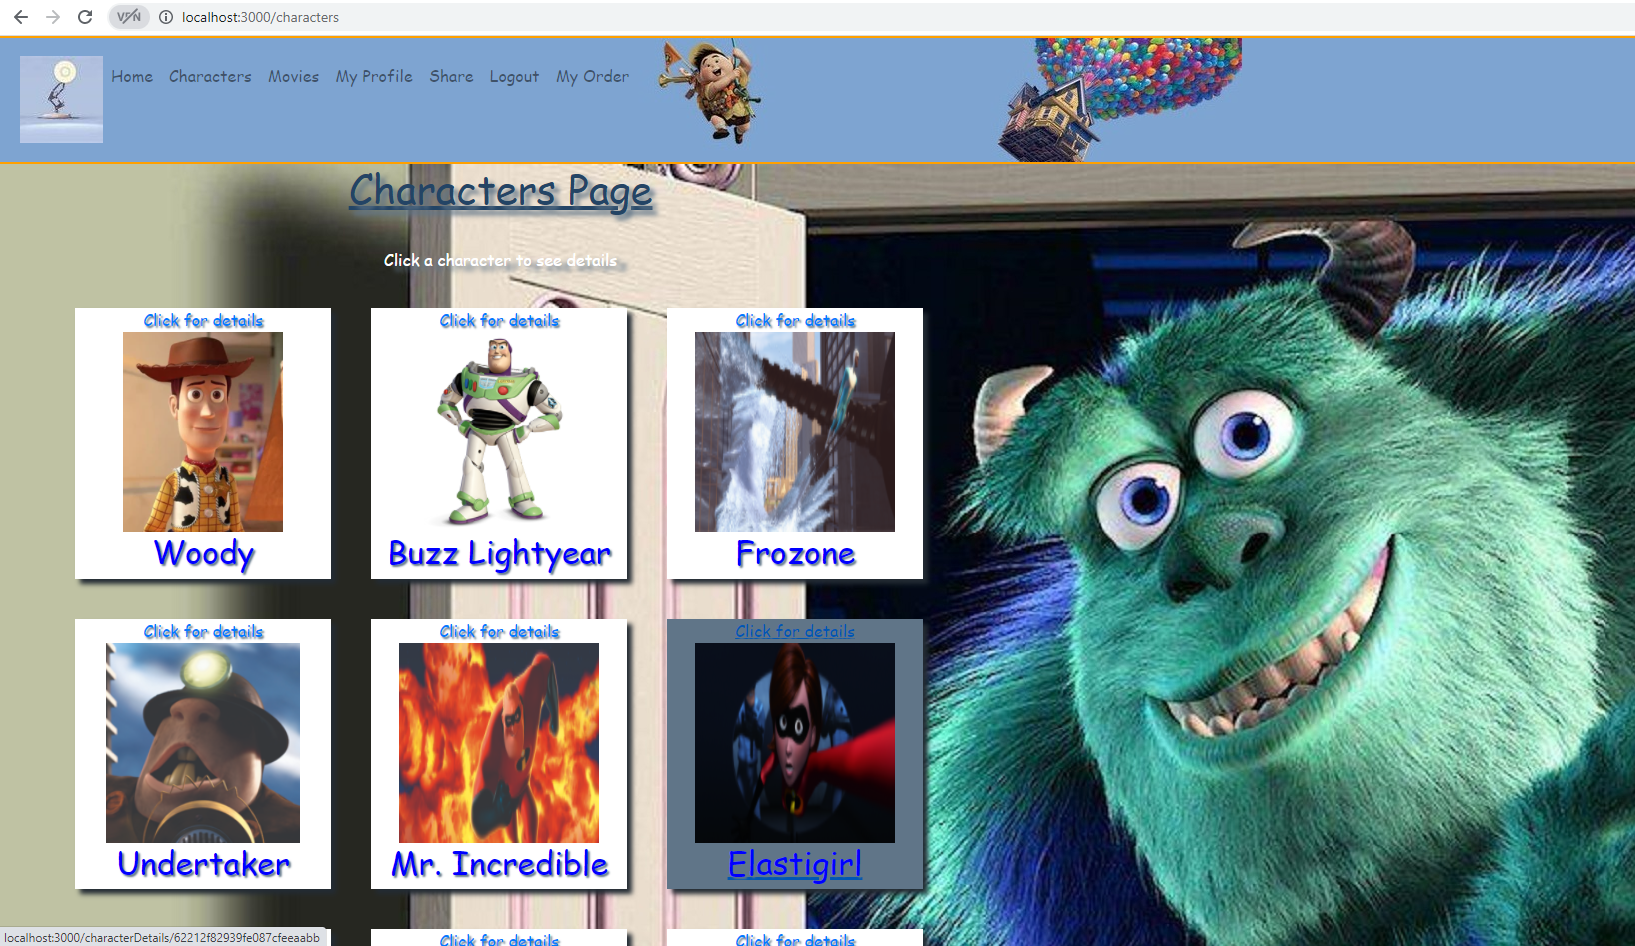 VPN
localhost:3000/characters
Home Characters Movies My Profile Share Logout My Order
Characters Page
Click a character to see details
Click for details Click for details Click for details
Woody Buzz Lightyear Frozone
Click for details Click for details Click for details
Undertaker Mr. Incredible Elastigirl
Click for details Click for details
localhost:3000/characterDetails/62212f82939fe087cfeeaabb